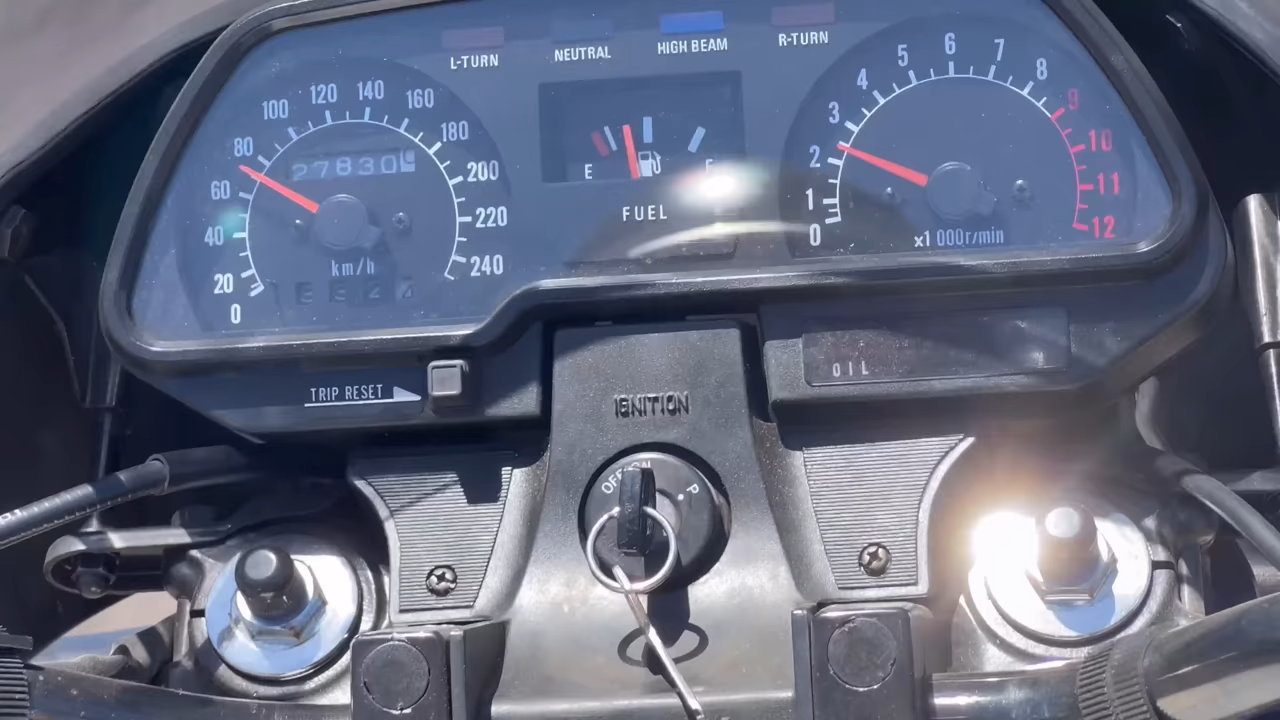 L-TURN NEUTRAL HIGH BEAM R-TURN
0 20 40 60 80 100 120 140 160 180 200 220 240
27830
km/h
E F
FUEL
0 1 2 3 4 5 6 7 8 9 10 11 12
x1 000r/min
TRIP RESET
OIL
IGNITION
OFF ON P